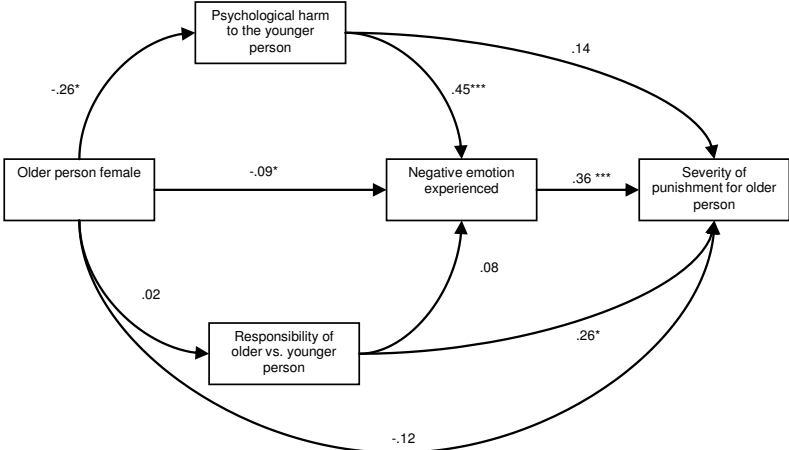 Psychological harm
to the younger
person
.14
-.26*
.45***
Older person female
-.09*
Negative emotion
experienced
.36 ***
Severity of
punishment for older
person
.02
.08
Responsibility of
older vs. younger
person
.26*
-.12